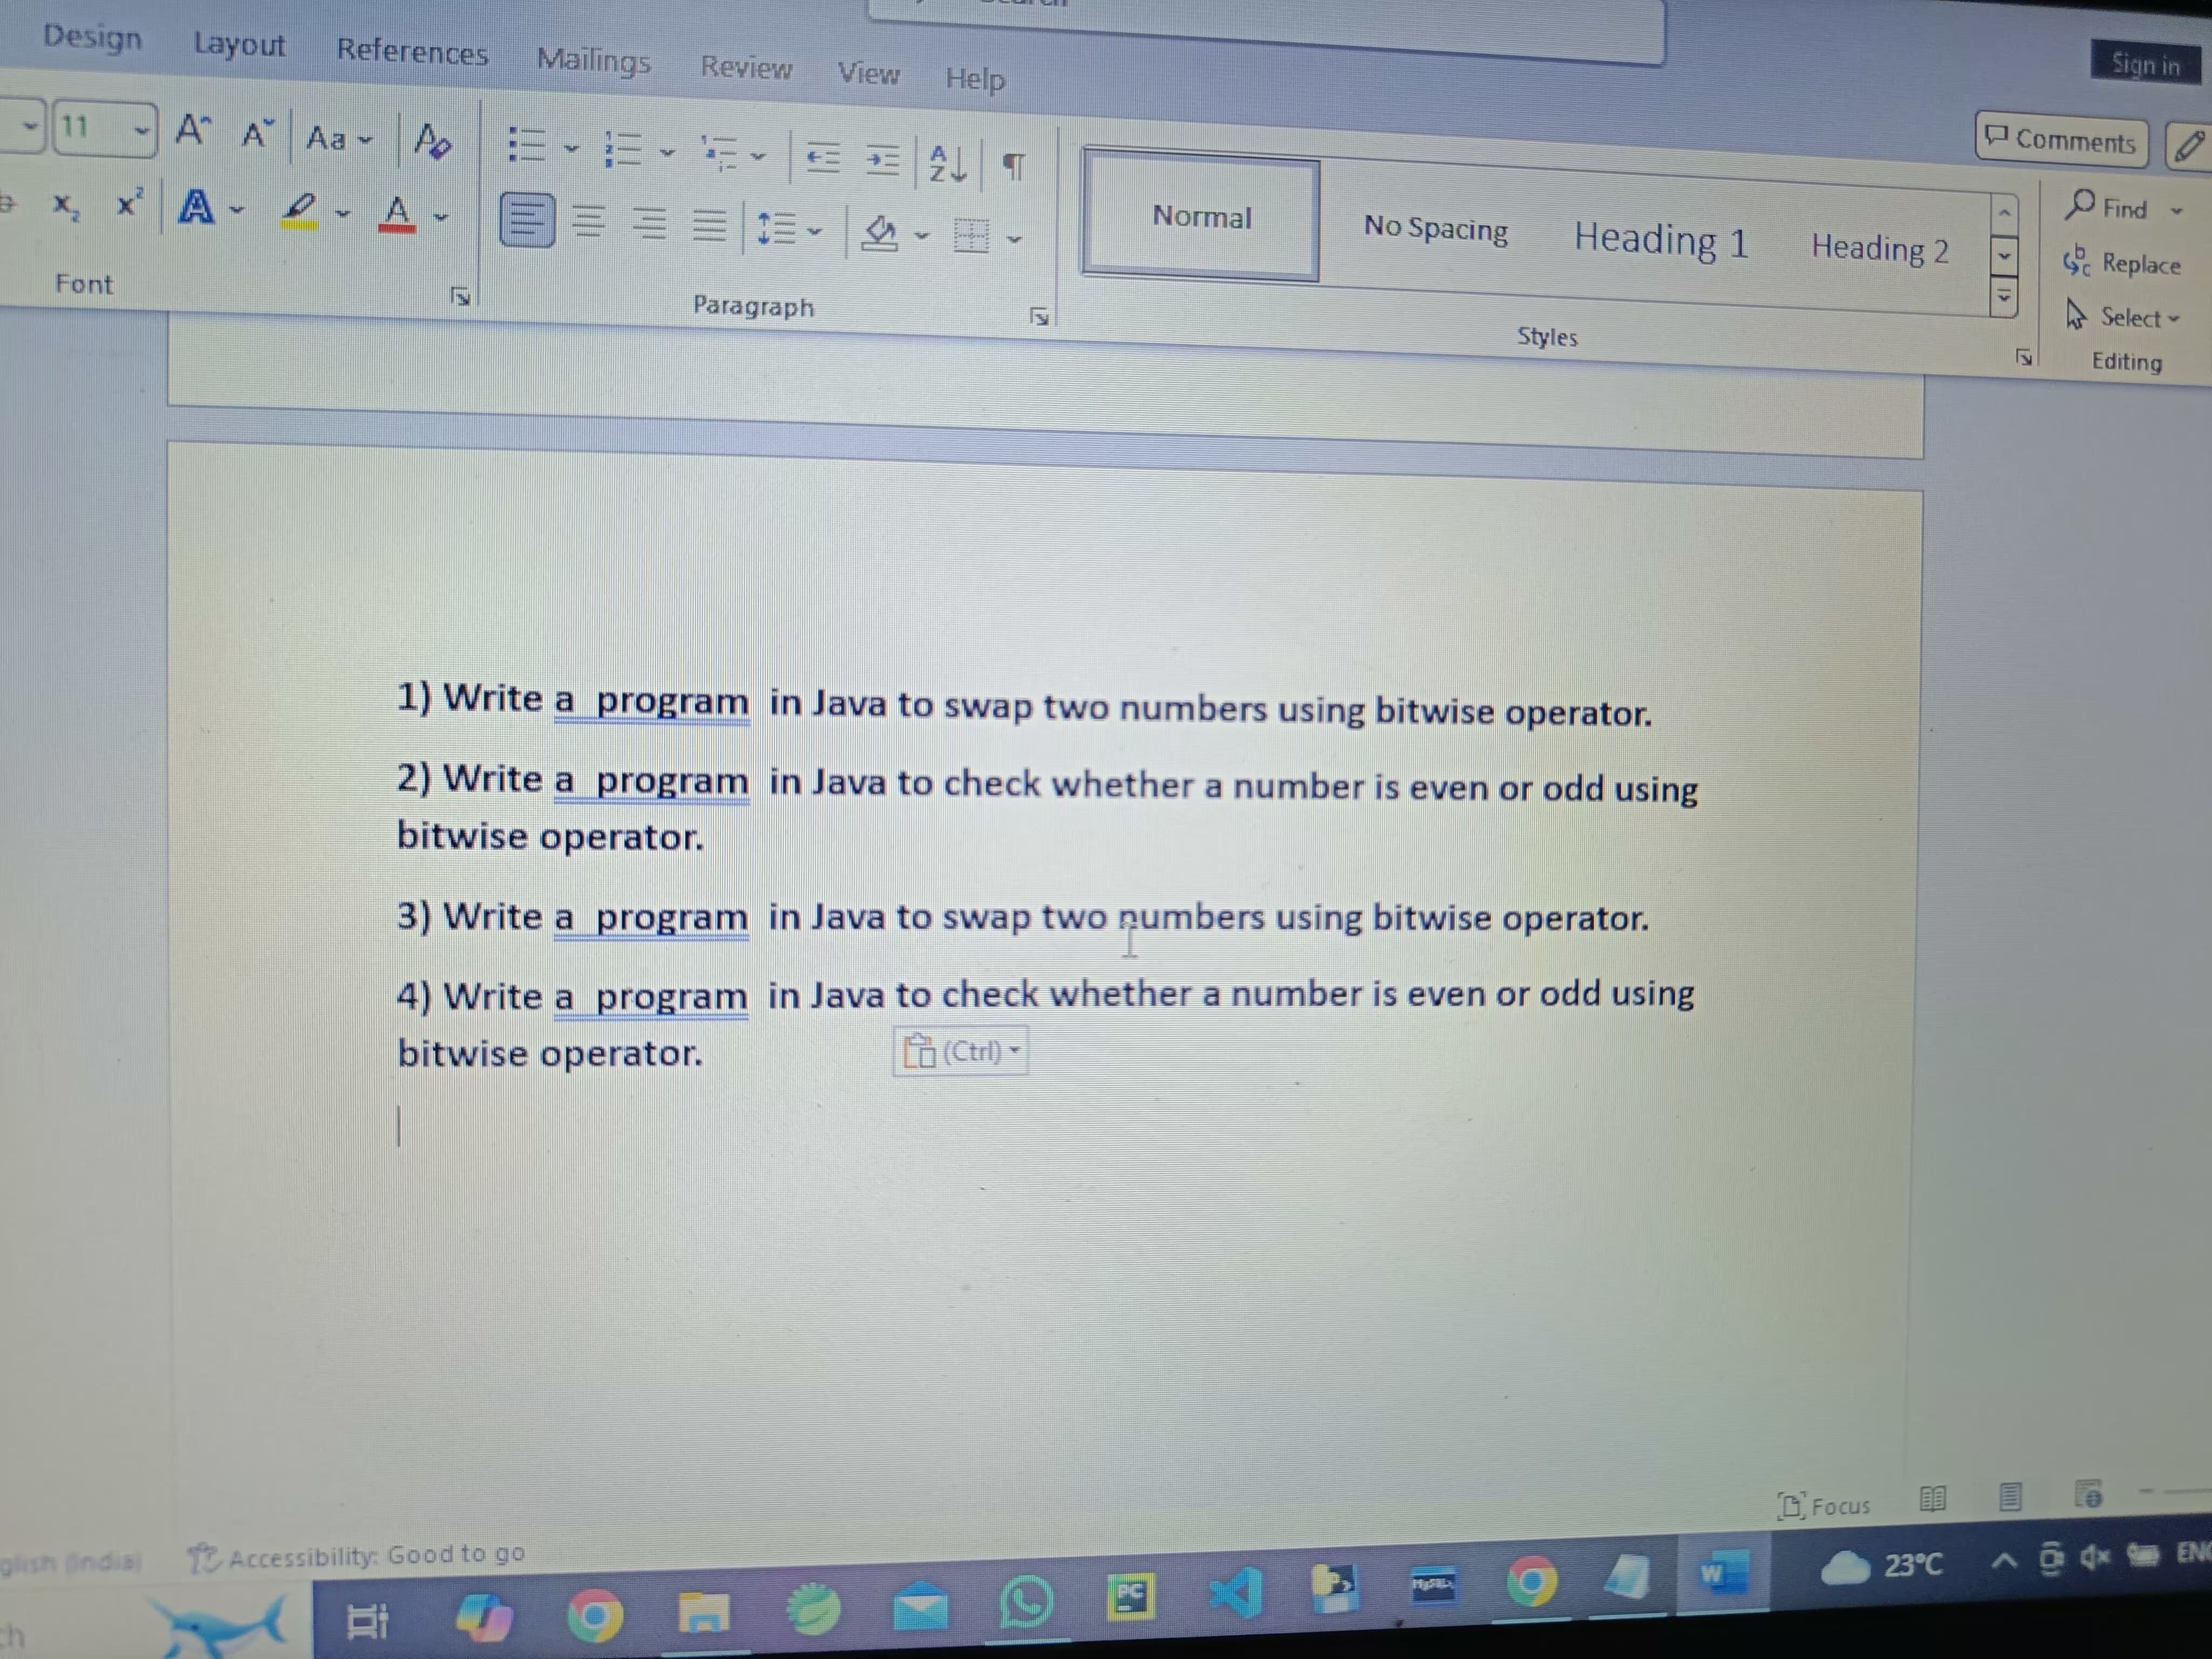 Design Layout References Mailings Review View Help
Sign in
11 Aa
Comments
Normal No Spacing Heading 1 Heading 2
Find
Replace
Select
Font Paragraph Styles Editing
1) Write a program in Java to swap two numbers using bitwise operator.
2) Write a program in Java to check whether a number is even or odd using
bitwise operator.
3) Write a program in Java to swap two numbers using bitwise operator.
4) Write a program in Java to check whether a number is even or odd using
bitwise operator.
(Ctrl)
Focus
(India) Accessibility: Good to go
PC
W
23°C
ENG